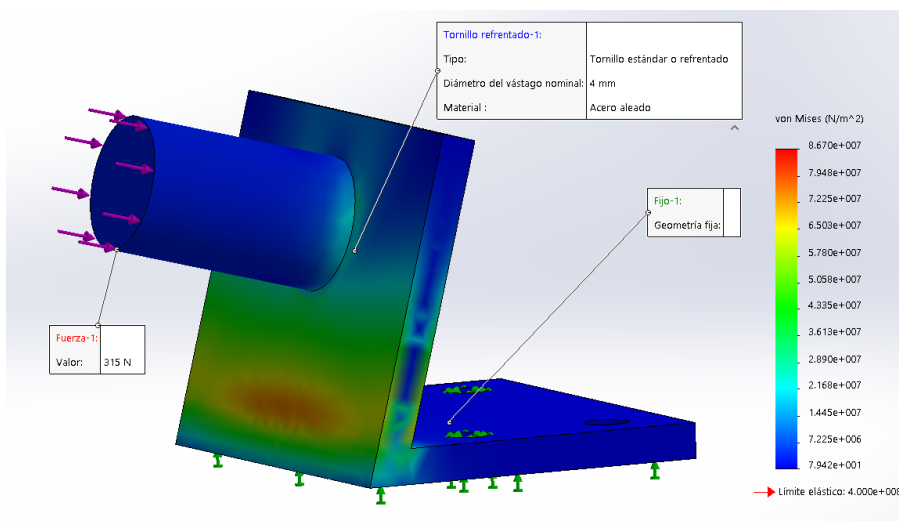 Tornillo refrentado-1:
Tipo: Tornillo estándar o refrentado
Diámetro del vástago nominal: 4 mm
Material : Acero aleado
von Mises (N/m^2)
8.670e+007
7.948e+007
7.225e+007
6.503e+007
5.780e+007
5.058e+007
4.335e+007
3.613e+007
2.890e+007
2.168e+007
1.445e+007
7.225e+006
7.942e+001
Límite elástico: 4.000e+008
Fijo-1:
Geometría fija:
Fuerza-1:
Valor: 315 N